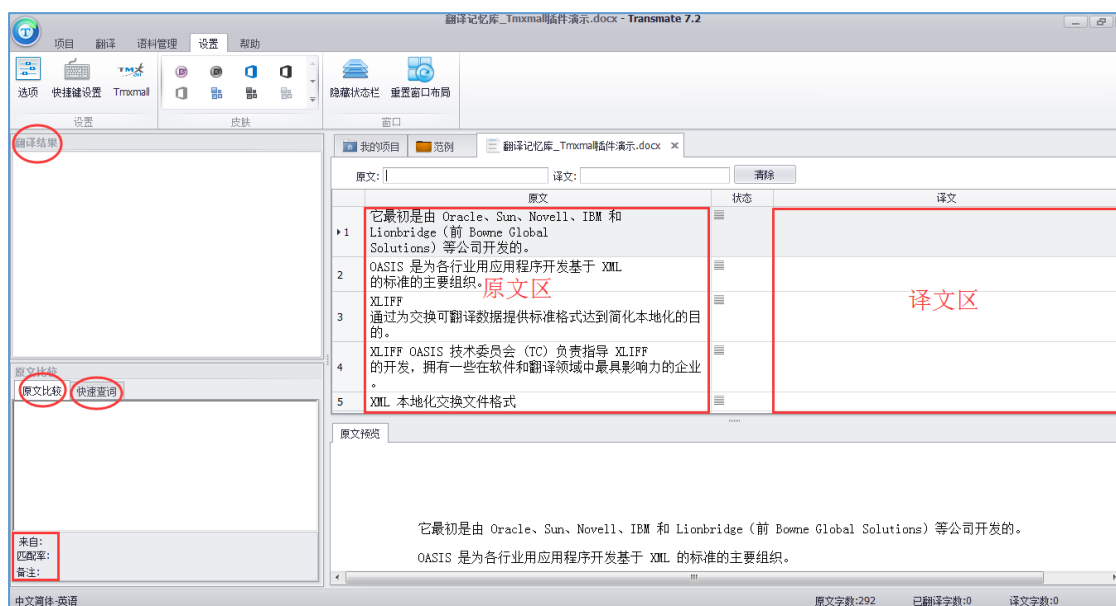 翻译记忆库_Tmxmall插件演示.docx - Transmate 7.2
项目 翻译 语料管理 设置 帮助
选项 快捷键设置 Tmxmall 隐藏状态栏 重置窗口布局
设置 皮肤 窗口
翻译结果
我的项目 范例 翻译记忆库_Tmxmall插件演示.docx
原文: 译文: 清除
原文 状态 译文
1 它最初是由 Oracle、Sun、Novell、IBM 和
Lionbridge（前 Bowne Global
Solutions）等公司开发的。
2 OASIS 是为各行业用应用程序开发基于 XML
的标准的主要组织。
原文区
译文区
3 XLIFF
通过为交换可翻译数据提供标准格式达到简化本地化的目
的。
4 XLIFF OASIS 技术委员会（TC）负责指导 XLIFF
的开发，拥有一些在软件和翻译领域中最具影响力的企业
。
5 XML 本地化交换文件格式
原文比较
原文比较 快速查词
来自:
匹配率:
备注:
原文预览
它最初是由 Oracle、Sun、Novell、IBM 和 Lionbridge（前 Bowne Global Solutions）等公司开发的。
OASIS 是为各行业用应用程序开发基于 XML 的标准的主要组织。
中文简体-英语 原文字数:292 已翻译字数:0 译文字数:0